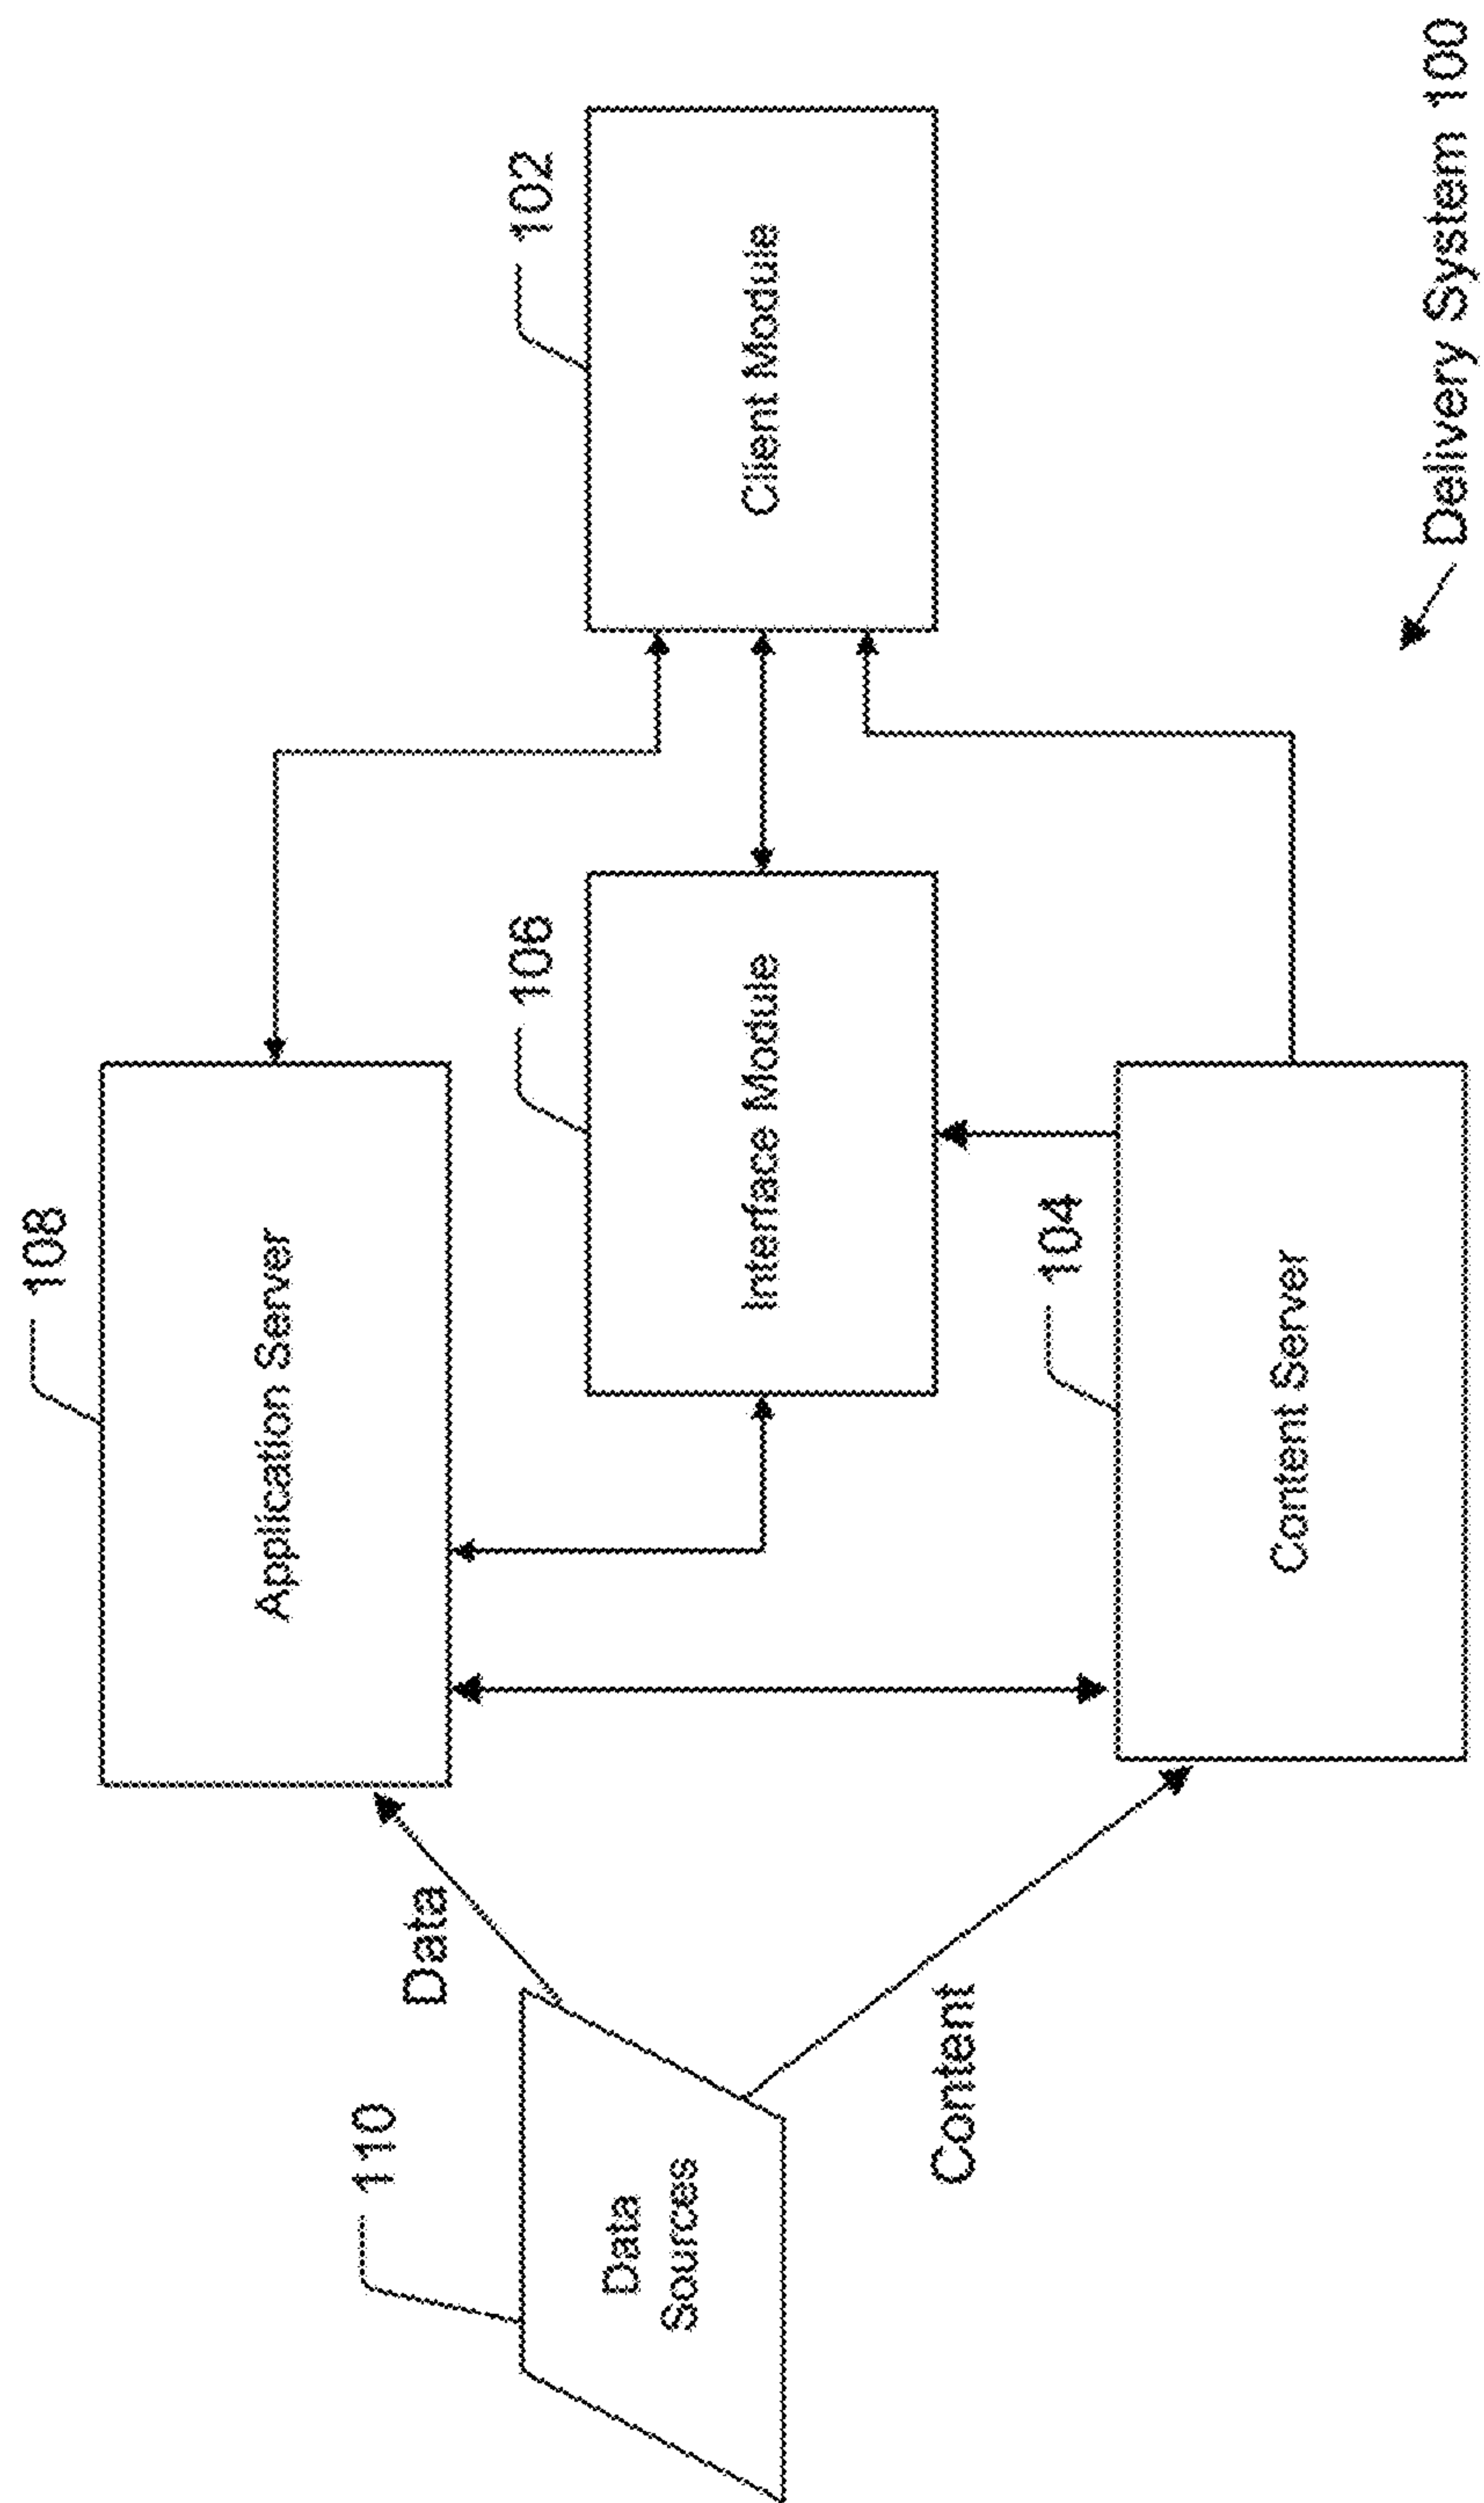 108
Application Server
102
Client Module
106
Interface Module
110
Data
Data
Sources
Content
104
Content Server
Delivery System 100